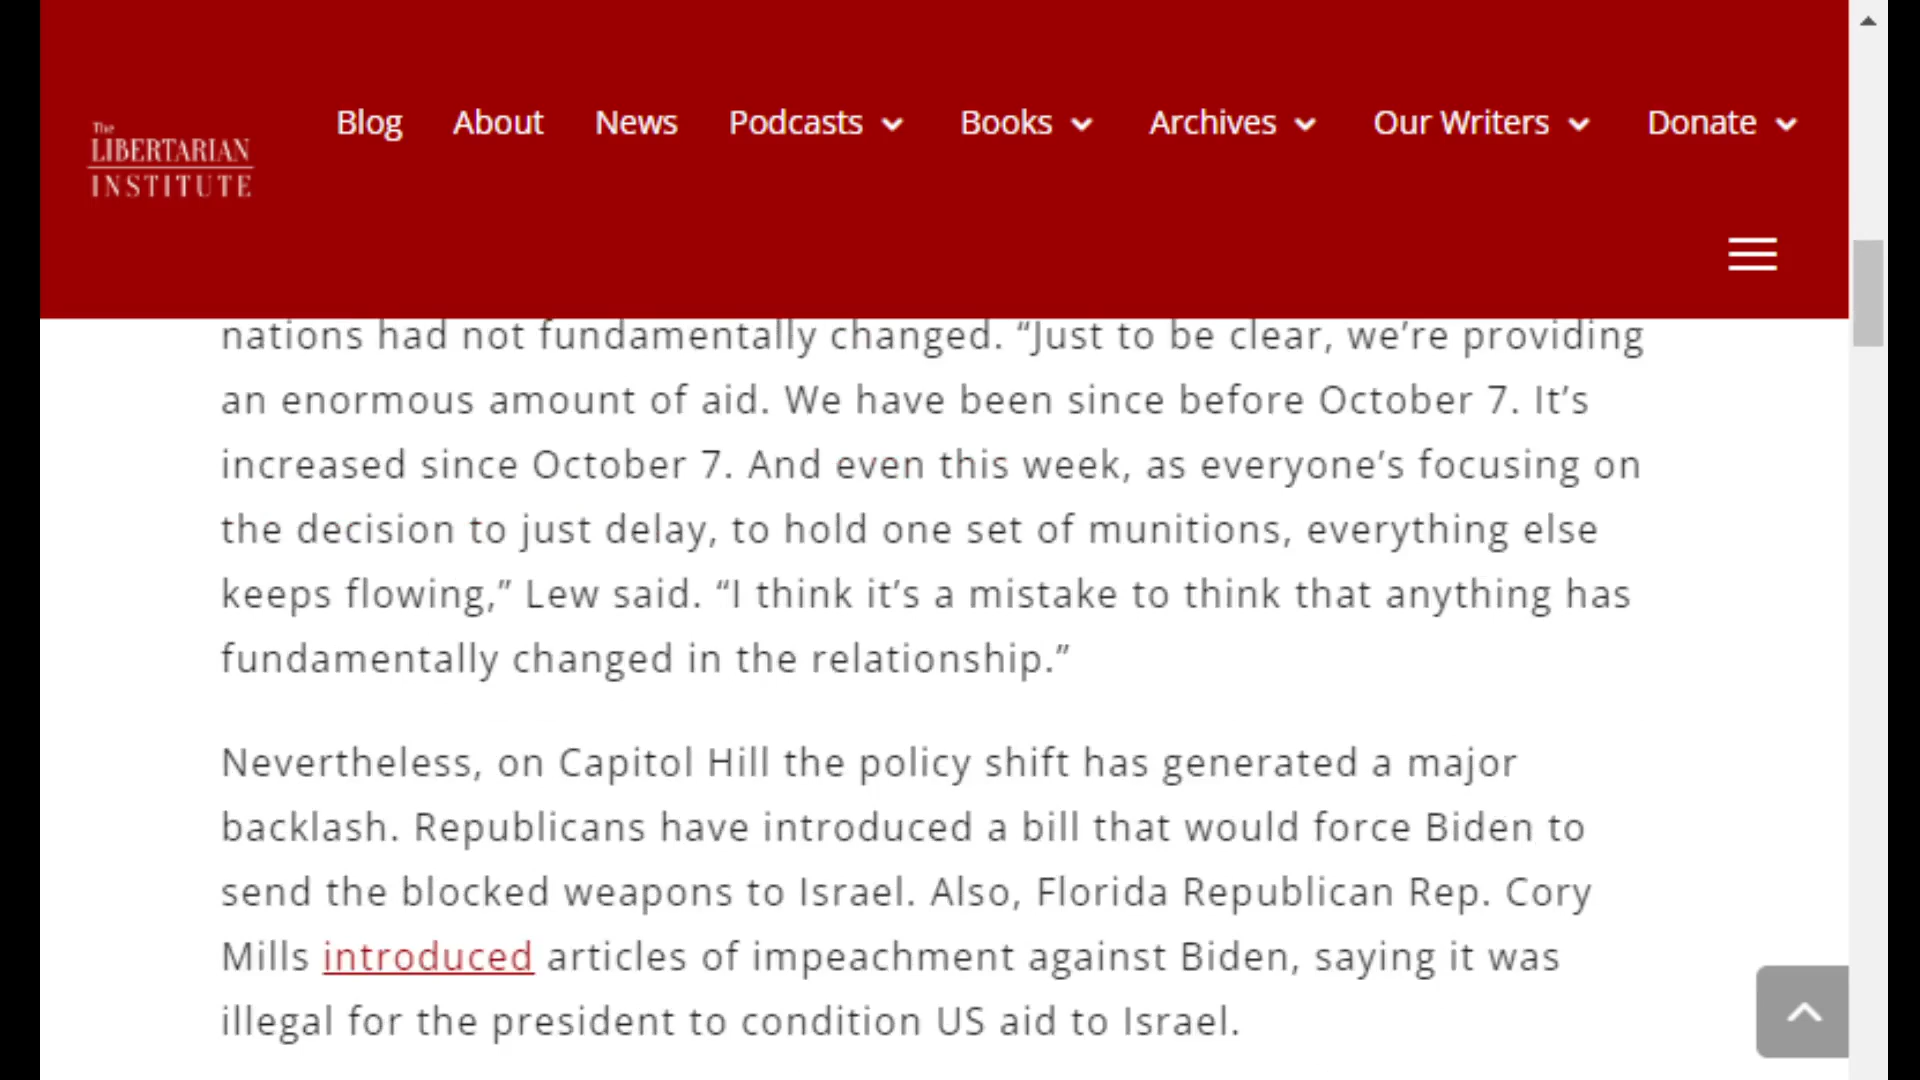 The
LIBERTARIAN
INSTITUTE
Blog About News Podcasts Books Archives Our Writers Donate
nations had not fundamentally changed. “Just to be clear, we’re providing
an enormous amount of aid. We have been since before October 7. It’s
increased since October 7. And even this week, as everyone’s focusing on
the decision to just delay, to hold one set of munitions, everything else
keeps flowing,” Lew said. “I think it’s a mistake to think that anything has
fundamentally changed in the relationship.”
Nevertheless, on Capitol Hill the policy shift has generated a major
backlash. Republicans have introduced a bill that would force Biden to
send the blocked weapons to Israel. Also, Florida Republican Rep. Cory
Mills introduced articles of impeachment against Biden, saying it was
illegal for the president to condition US aid to Israel.